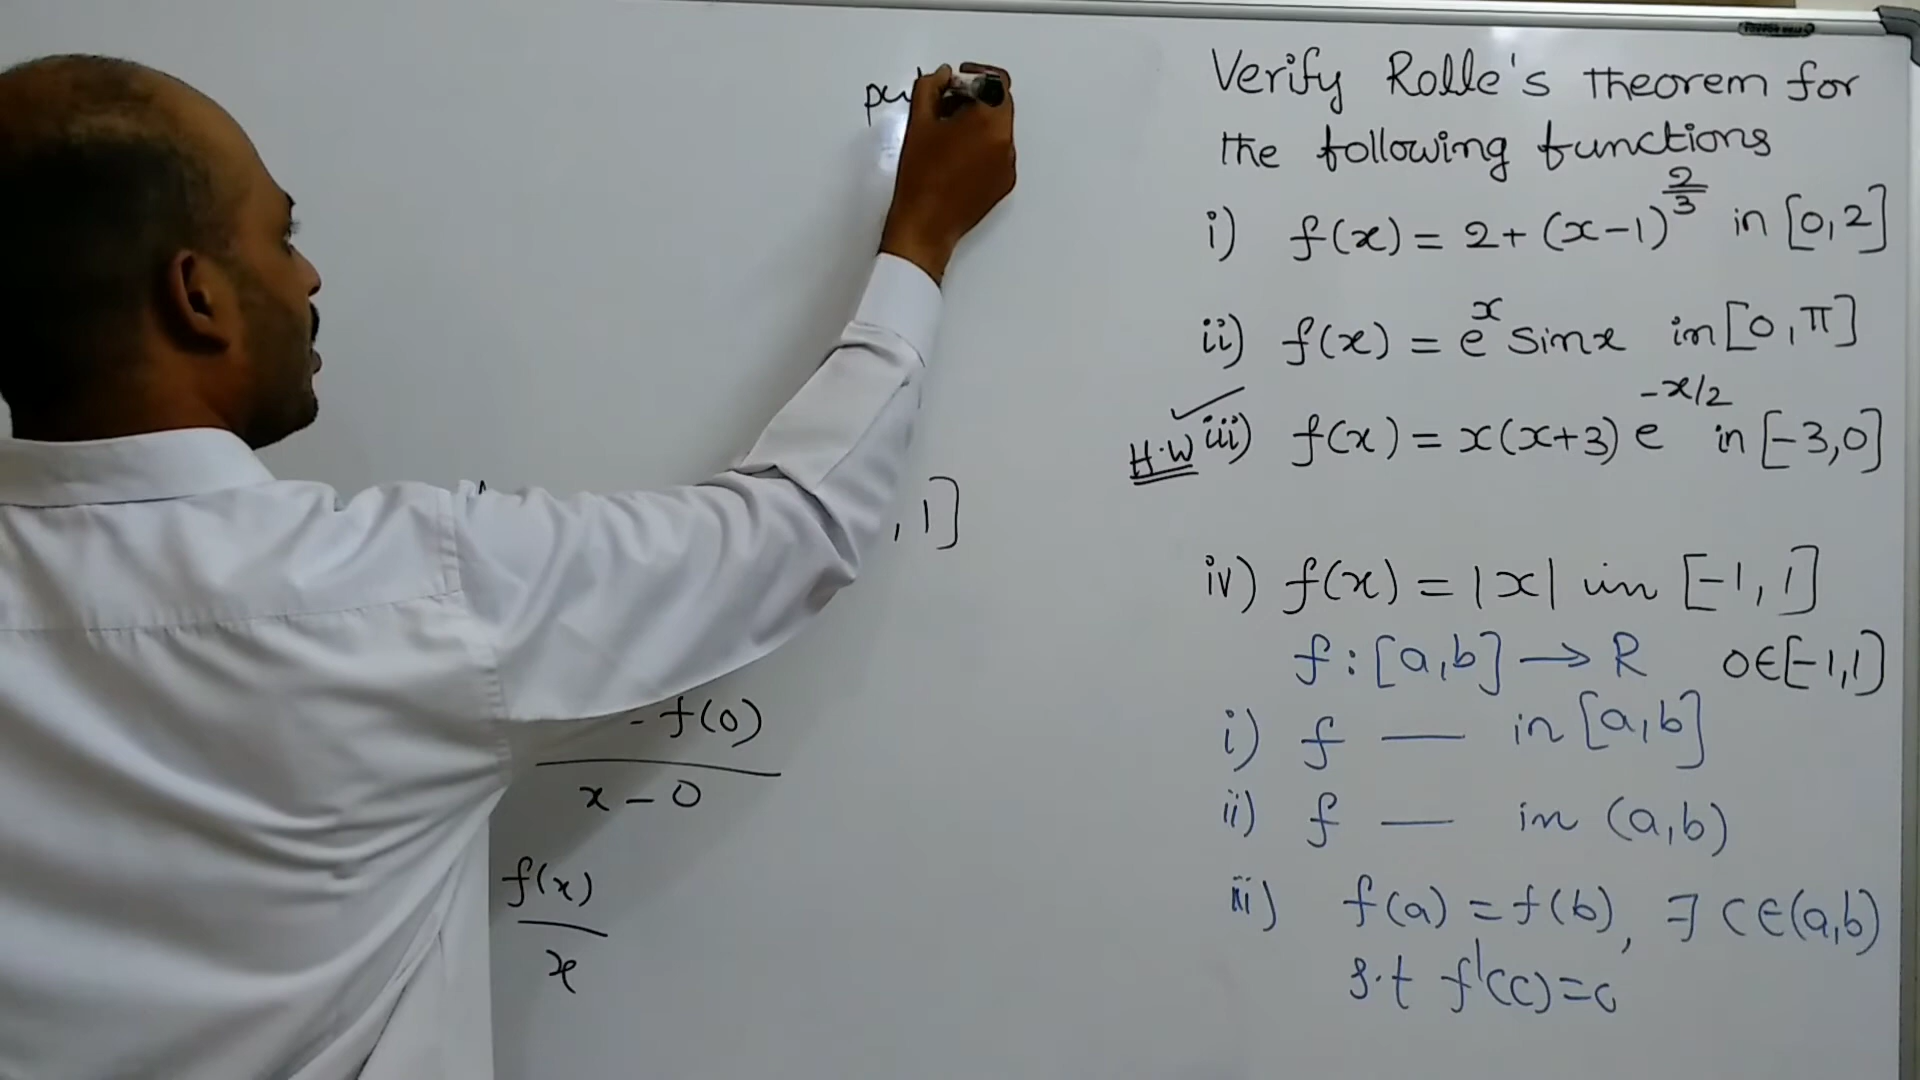 Verify Rolle's Theorem for
the following functions
i) f(x) = 2 + (x-1)^{2/3} in [0,2]
ii) f(x) = e^x sinx in [0,π]
H.W iii) f(x) = x(x+3) e^{-x/2} in [-3,0]
iv) f(x) = |x| in [-1, 1]
f : [a,b] → R 0∈[-1,1]
i) f — in [a,b]
ii) f — in (a,b)
iii) f(a) = f(b), ∃ c∈(a,b)
s.t f'(c)=0
, 1]
- f(0)
x - 0
f(x)
x